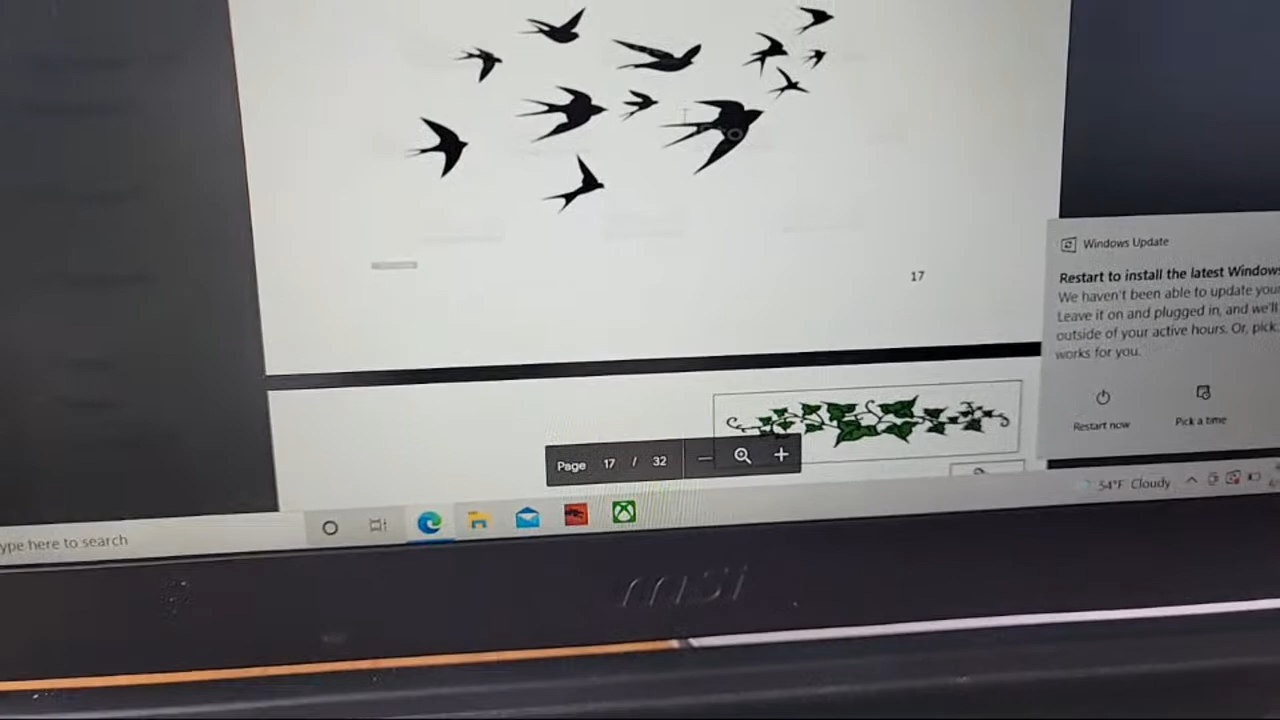 17
Windows Update
Restart to install the latest Windows
We haven't been able to update your
Leave it on and plugged in, and we'll
outside of your active hours. Or, pick
works for you.
Restart now
Pick a time
Page 17 / 32
54°F Cloudy
ype here to search
msi